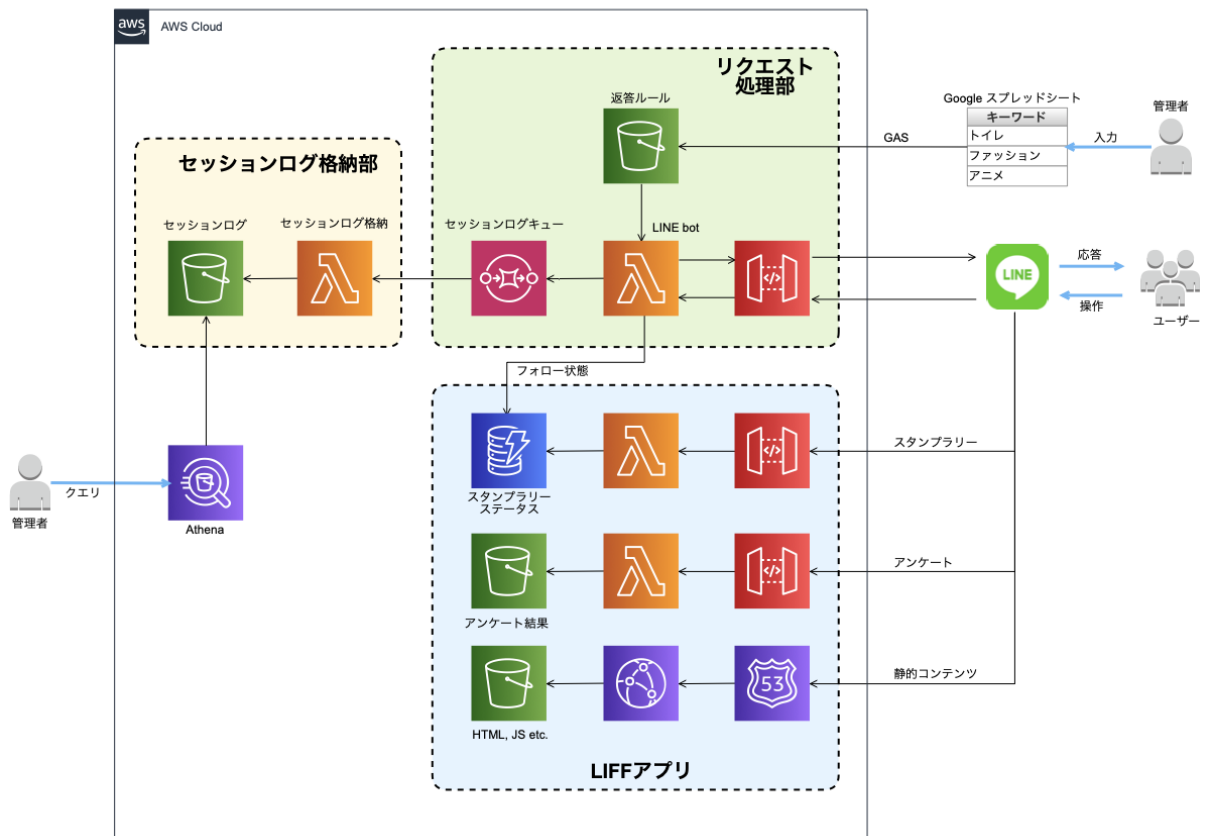 aws
AWS Cloud
リクエスト
処理部
返答ルール
Google スプレッドシート
キーワード
トイレ
ファッション
アニメ
管理者
入力
GAS
セッションログ格納部
セッションログ
セッションログ格納
セッションログキュー
LINE bot
LINE
応答
操作
ユーザー
フォロー状態
スタンプラリー
スタンプラリー
ステータス
クエリ
管理者
Athena
アンケート
アンケート結果
静的コンテンツ
53
HTML, JS etc.
LIFFアプリ